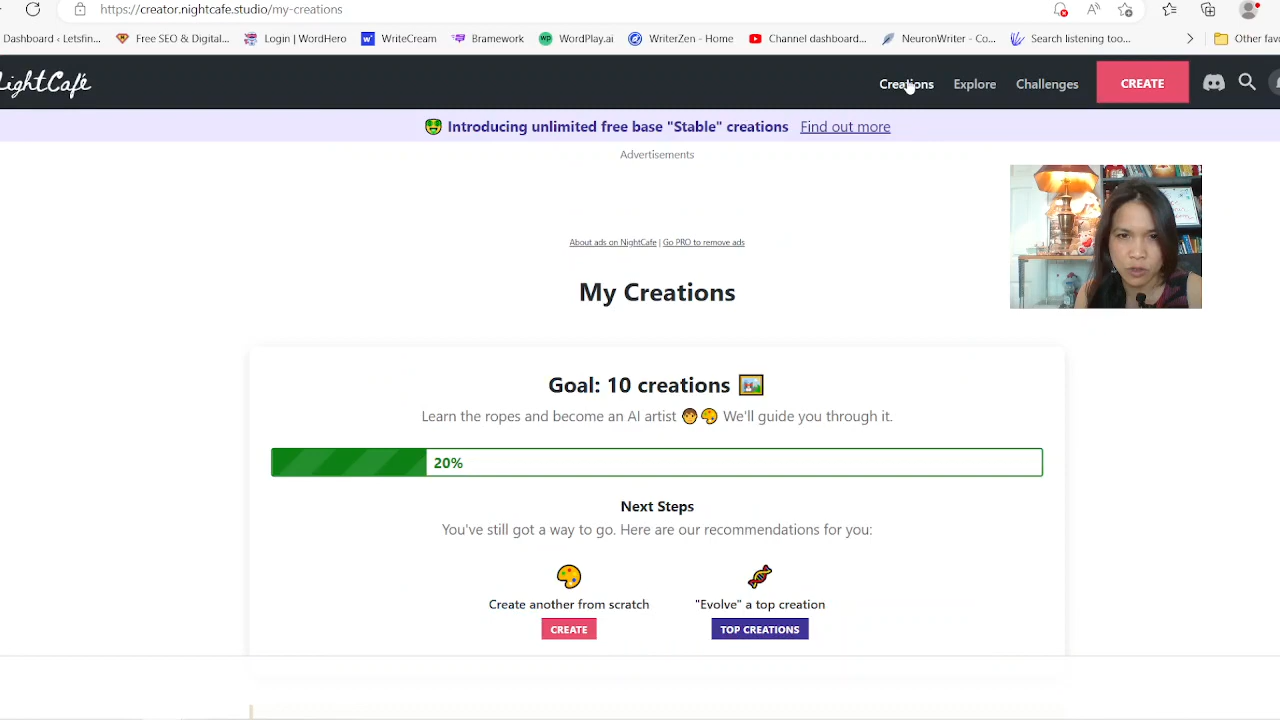 https://creator.nightcafe.studio/my-creations
Dashboard ‹ Letsfin... Free SEO & Digital... Login | WordHero WriteCream Bramework WordPlay.ai WriterZen - Home Channel dashboard... NeuronWriter - Co... Search listening too... Other favo
NightCafé Creations Explore Challenges CREATE
Introducing unlimited free base "Stable" creations Find out more
Advertisements
About ads on NightCafe | Go PRO to remove ads
My Creations
Goal: 10 creations
Learn the ropes and become an AI artist We'll guide you through it.
20%
Next Steps
You've still got a way to go. Here are our recommendations for you:
Create another from scratch "Evolve" a top creation
CREATE TOP CREATIONS